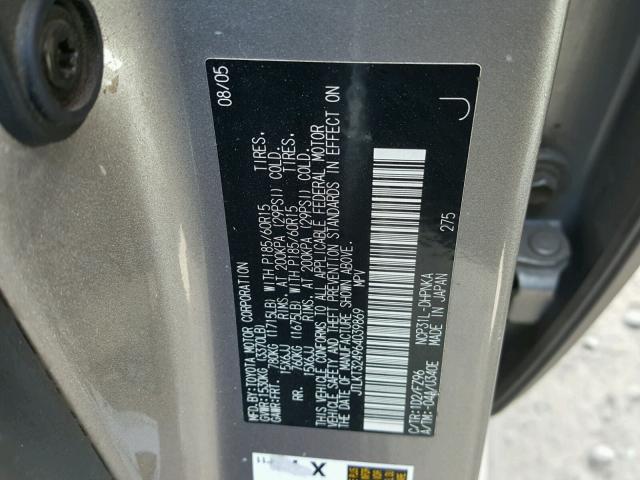 MFD.BY:TOYOTA MOTOR CORPORATION 08/05
GVWR:1530KG (3370LB)
GAWR:FRT. 780KG (1715LB) WITH P185/60R15 TIRES.
15X6JJ RIMS. AT 200KPA (29PSI) COLD.
RR. 760KG (1675LB) WITH P185/60R15 TIRES.
15X6JJ RIMS. AT 200KPA (29PSI) COLD.
THIS VEHICLE CONFORMS TO ALL APPLICABLE FEDERAL MOTOR
VEHICLE SAFETY AND THEFT PREVENTION STANDARDS IN EFFECT ON
THE DATE OF MANUFACTURE SHOWN ABOVE.
JTLKT324964039869 MPV
J
275
C/TR:1D2/FZ96 NCP31L-DHPNKA
A/TR:-04A/U340E MADE IN JAPAN
X